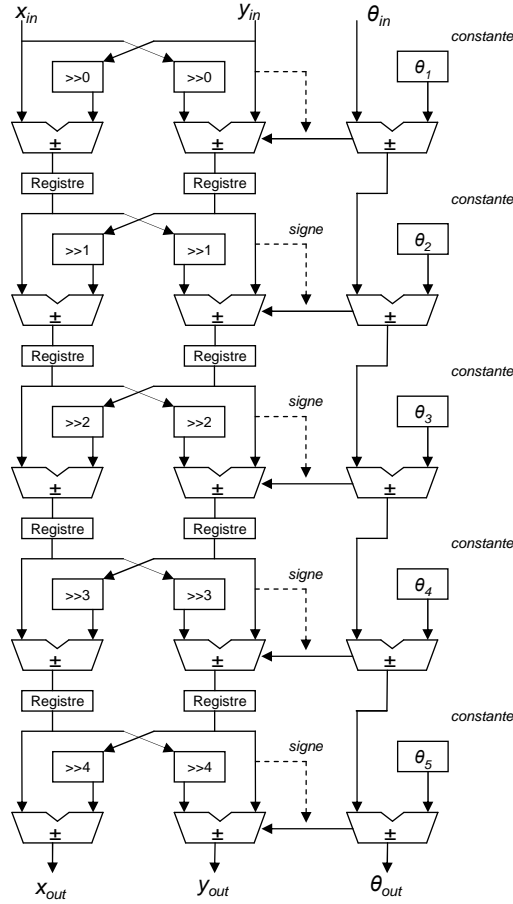 x_in y_in θ_in
constante
>>0 >>0 θ_1
± ± ±
Registre Registre
constante
signe
>>1 >>1 θ_2
± ± ±
Registre Registre
constante
signe
>>2 >>2 θ_3
± ± ±
Registre Registre
constante
signe
>>3 >>3 θ_4
± ± ±
Registre Registre
constante
signe
>>4 >>4 θ_5
± ± ±
x_out y_out θ_out